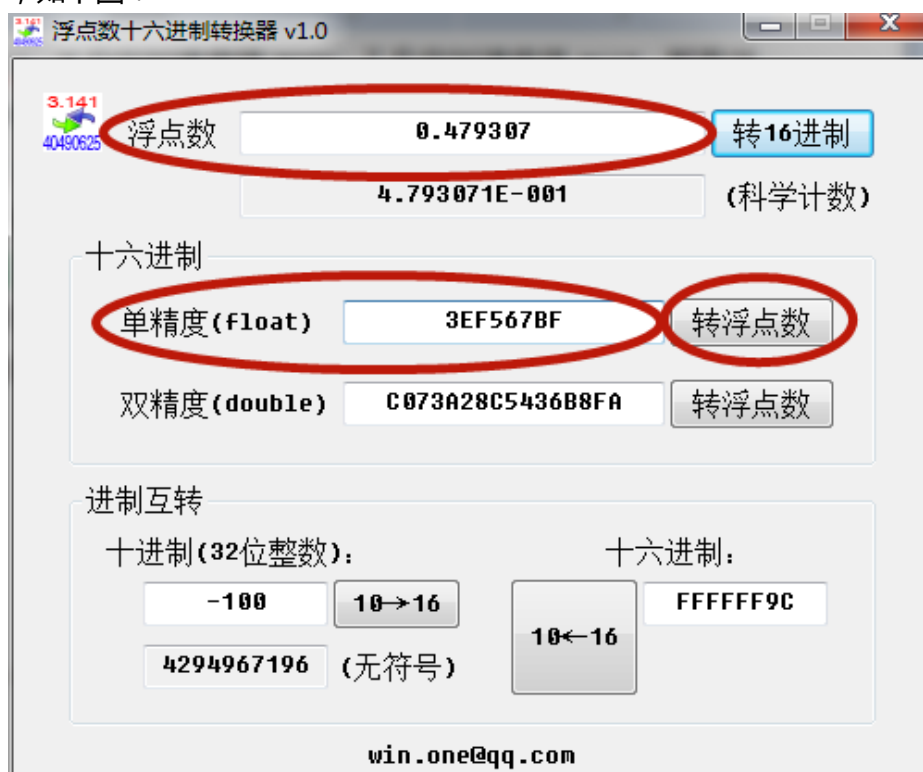 浮点数十六进制转换器 v1.0
3.141
40490625
3.141
40490625
浮点数 0.479307 转16进制
4.793071E-001 (科学计数)
十六进制
单精度(float) 3EF567BF 转浮点数
双精度(double) C073A28C5436B8FA 转浮点数
进制互转
十进制(32位整数): 十六进制:
-100 10→16 10←16 FFFFFF9C
4294967196 (无符号)
win.one@qq.com